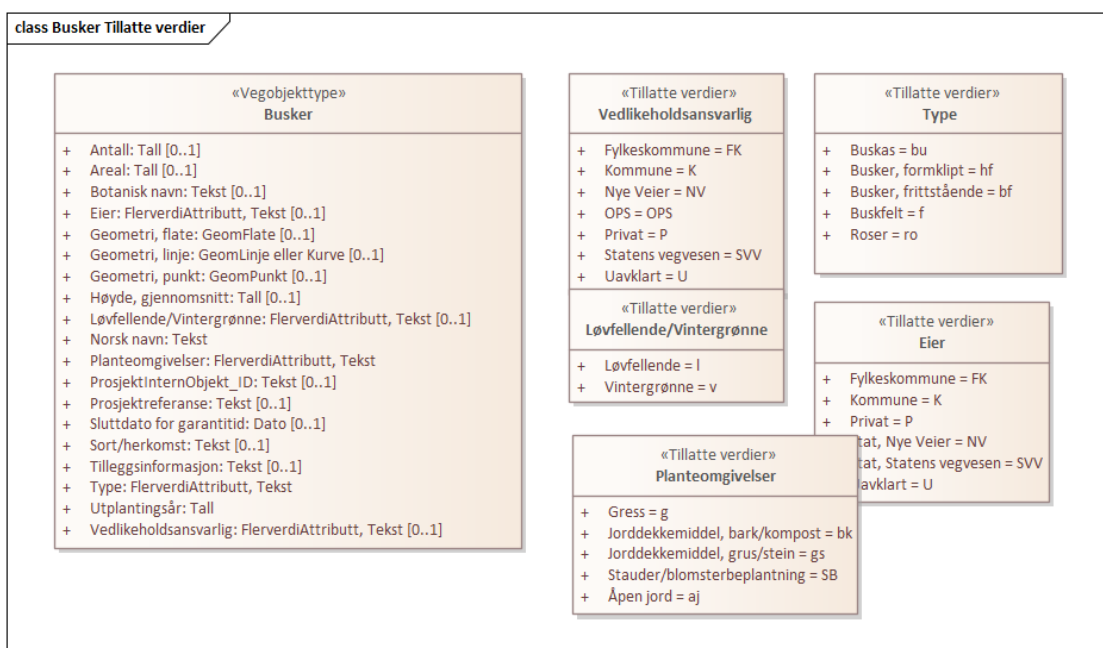 class Busker Tillatte verdier
«Vegobjekttype»
Busker
+ Antall: Tall [0..1]
+ Areal: Tall [0..1]
+ Botanisk navn: Tekst [0..1]
+ Eier: FlerverdiAttributt, Tekst [0..1]
+ Geometri, flate: GeomFlate [0..1]
+ Geometri, linje: GeomLinje eller Kurve [0..1]
+ Geometri, punkt: GeomPunkt [0..1]
+ Høyde, gjennomsnitt: Tall [0..1]
+ Løvfellende/Vintergrønne: FlerverdiAttributt, Tekst [0..1]
+ Norsk navn: Tekst
+ Planteomgivelser: FlerverdiAttributt, Tekst
+ ProsjektInternObjekt_ID: Tekst [0..1]
+ Prosjektreferanse: Tekst [0..1]
+ Sluttdato for garantitid: Dato [0..1]
+ Sort/herkomst: Tekst [0..1]
+ Tilleggsinformasjon: Tekst [0..1]
+ Type: FlerverdiAttributt, Tekst
+ Utplantingsår: Tall
+ Vedlikeholdsansvarlig: FlerverdiAttributt, Tekst [0..1]
«Tillatte verdier»
Vedlikeholdsansvarlig
+ Fylkeskommune = FK
+ Kommune = K
+ Nye Veier = NV
+ OPS = OPS
+ Privat = P
+ Statens vegvesen = SVV
+ Uavklart = U
«Tillatte verdier»
Løvfellende/Vintergrønne
+ Løvfellende = l
+ Vintergrønne = v
«Tillatte verdier»
Type
+ Buskas = bu
+ Busker, formklipt = hf
+ Busker, frittstående = bf
+ Buskfelt = f
+ Roser = ro
«Tillatte verdier»
Eier
+ Fylkeskommune = FK
+ Kommune = K
+ Privat = P
tat, Nye Veier = NV
tat, Statens vegvesen = SVV
avklart = U
«Tillatte verdier»
Planteomgivelser
+ Gress = g
+ Jorddekkemiddel, bark/kompost = bk
+ Jorddekkemiddel, grus/stein = gs
+ Stauder/blomsterbeplantning = SB
+ Åpen jord = aj